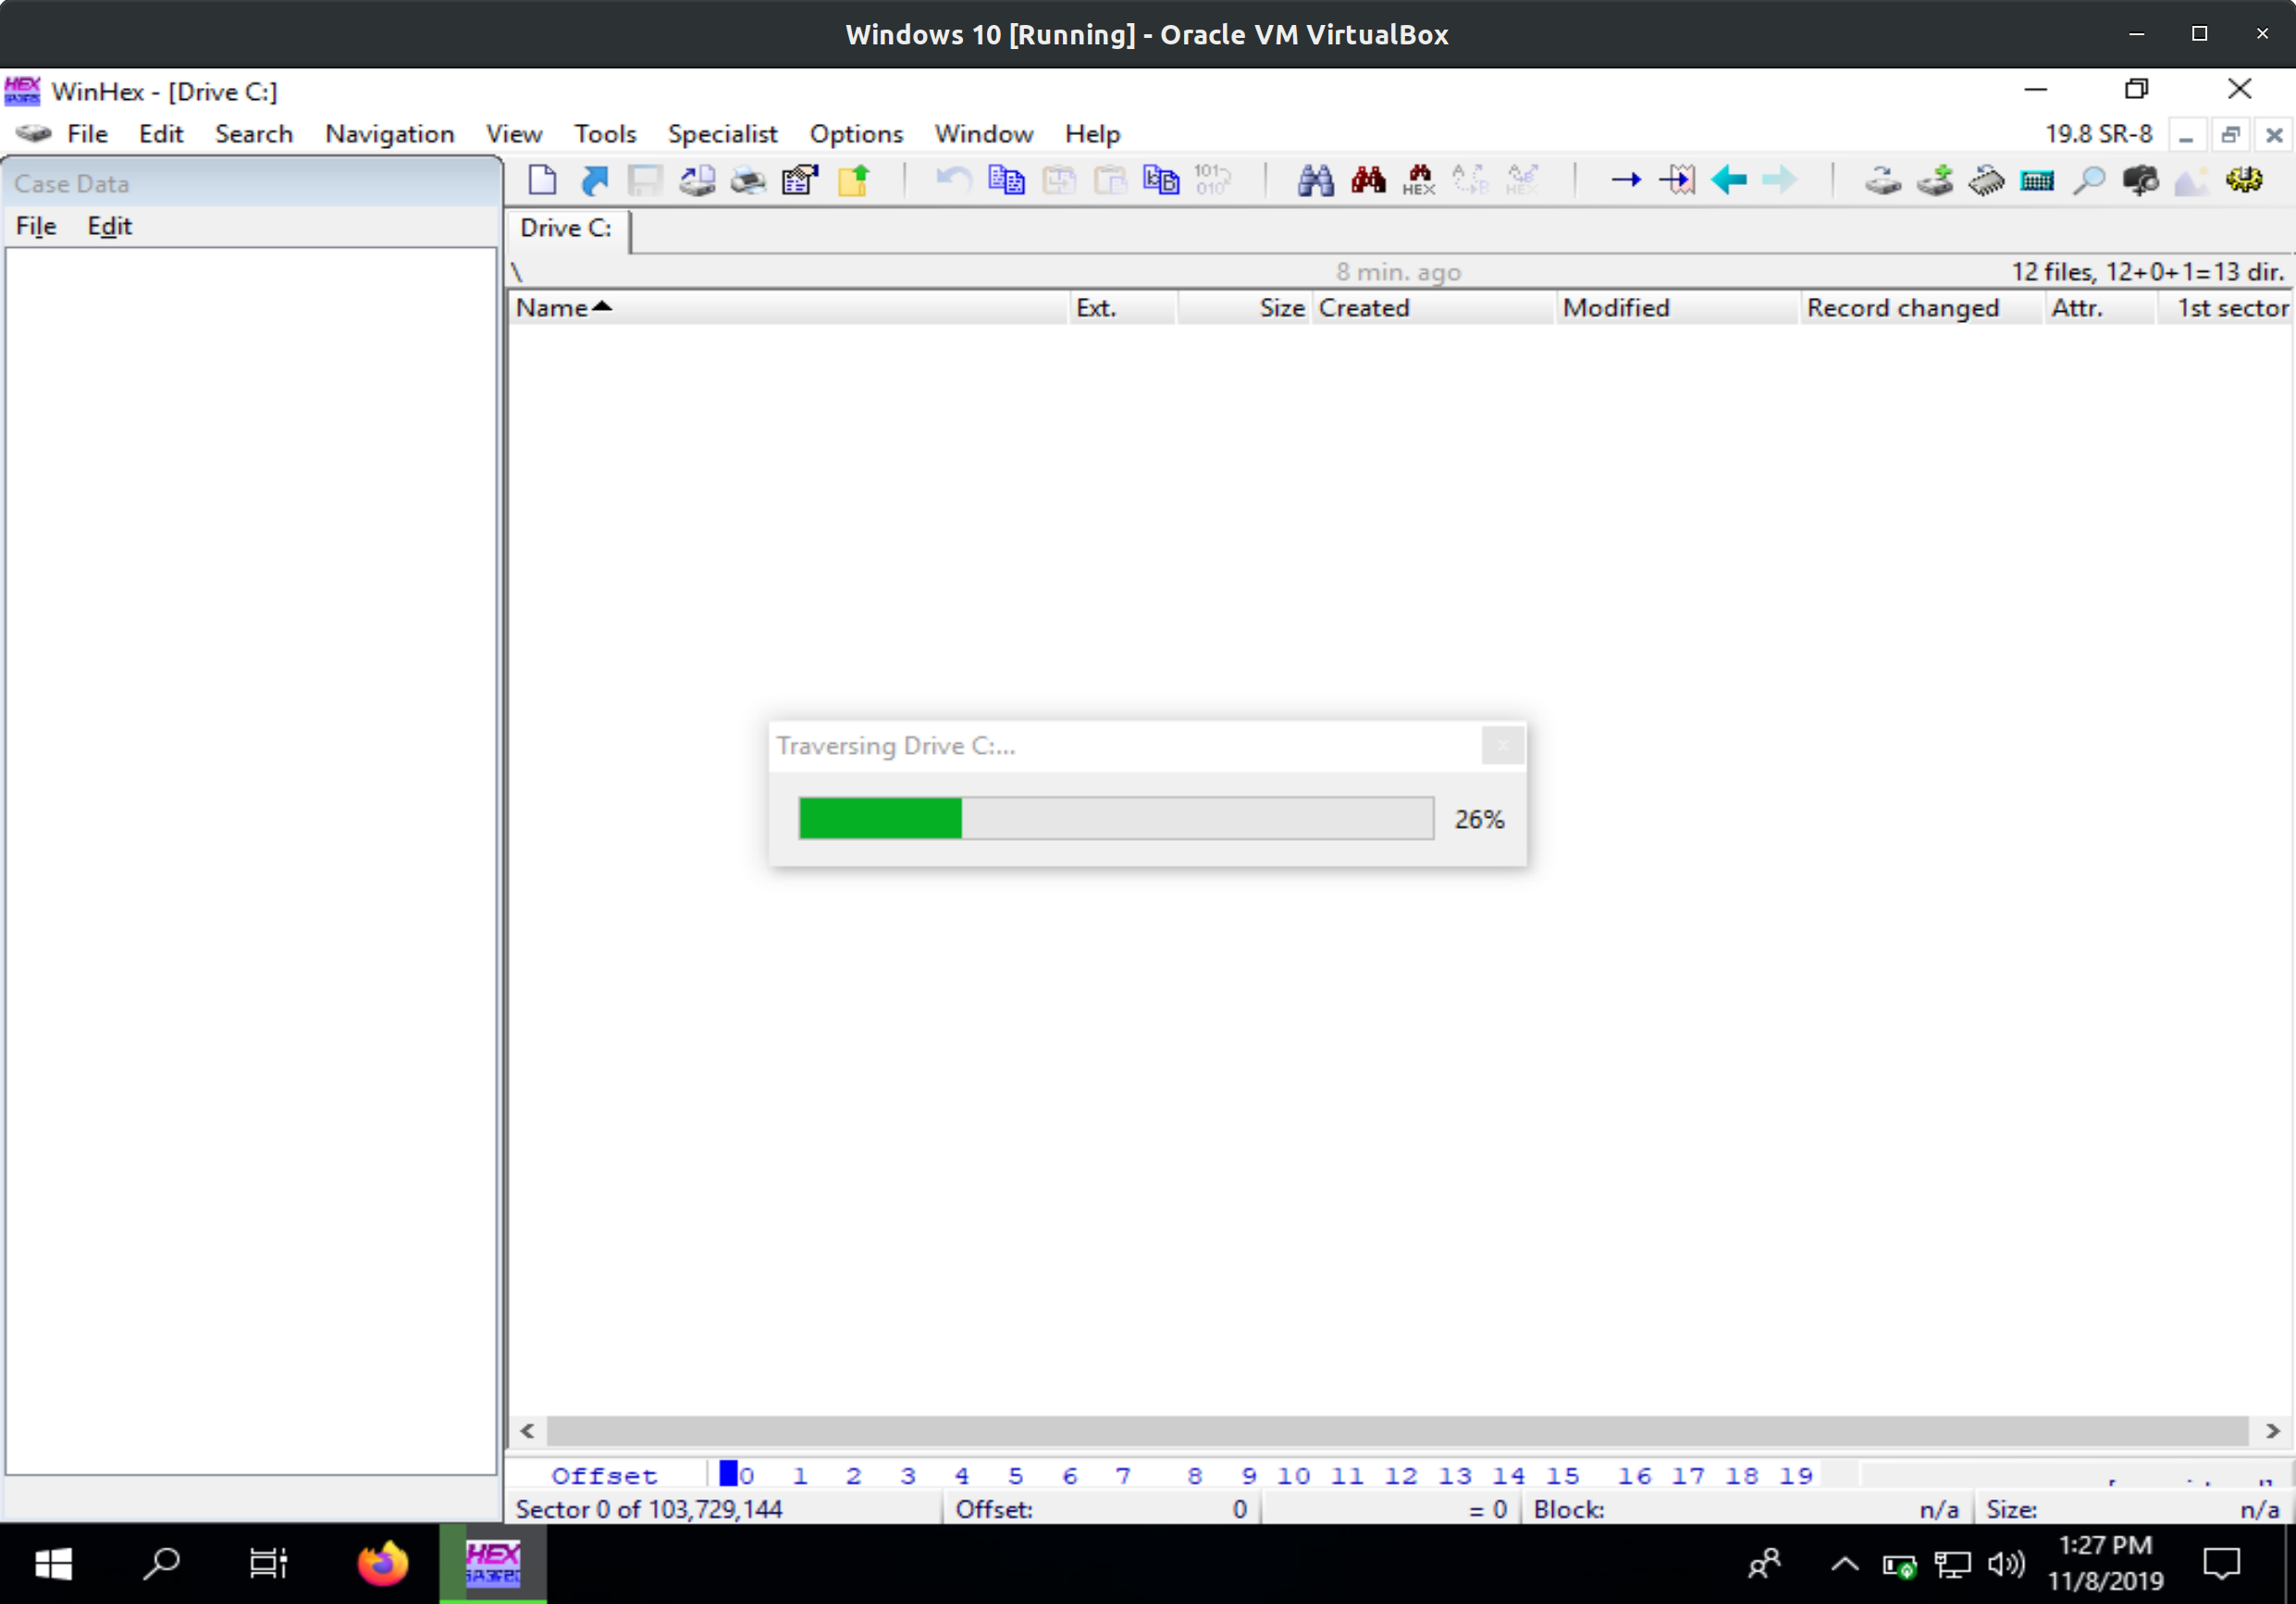 Windows 10 [Running] - Oracle VM VirtualBox
WinHex - [Drive C:]
File Edit Search Navigation View Tools Specialist Options Window Help 19.8 SR-8
Case Data
File Edit
Drive C:
\ 8 min. ago 12 files, 12+0+1=13 dir.
Name Ext. Size Created Modified Record changed Attr. 1st sector
Traversing Drive C:...
26%
Offset 0 1 2 3 4 5 6 7 8 9 10 11 12 13 14 15 16 17 18 19
Sector 0 of 103,729,144 Offset: 0 = 0 Block: n/a Size: n/a
HEX
1:27 PM
11/8/2019